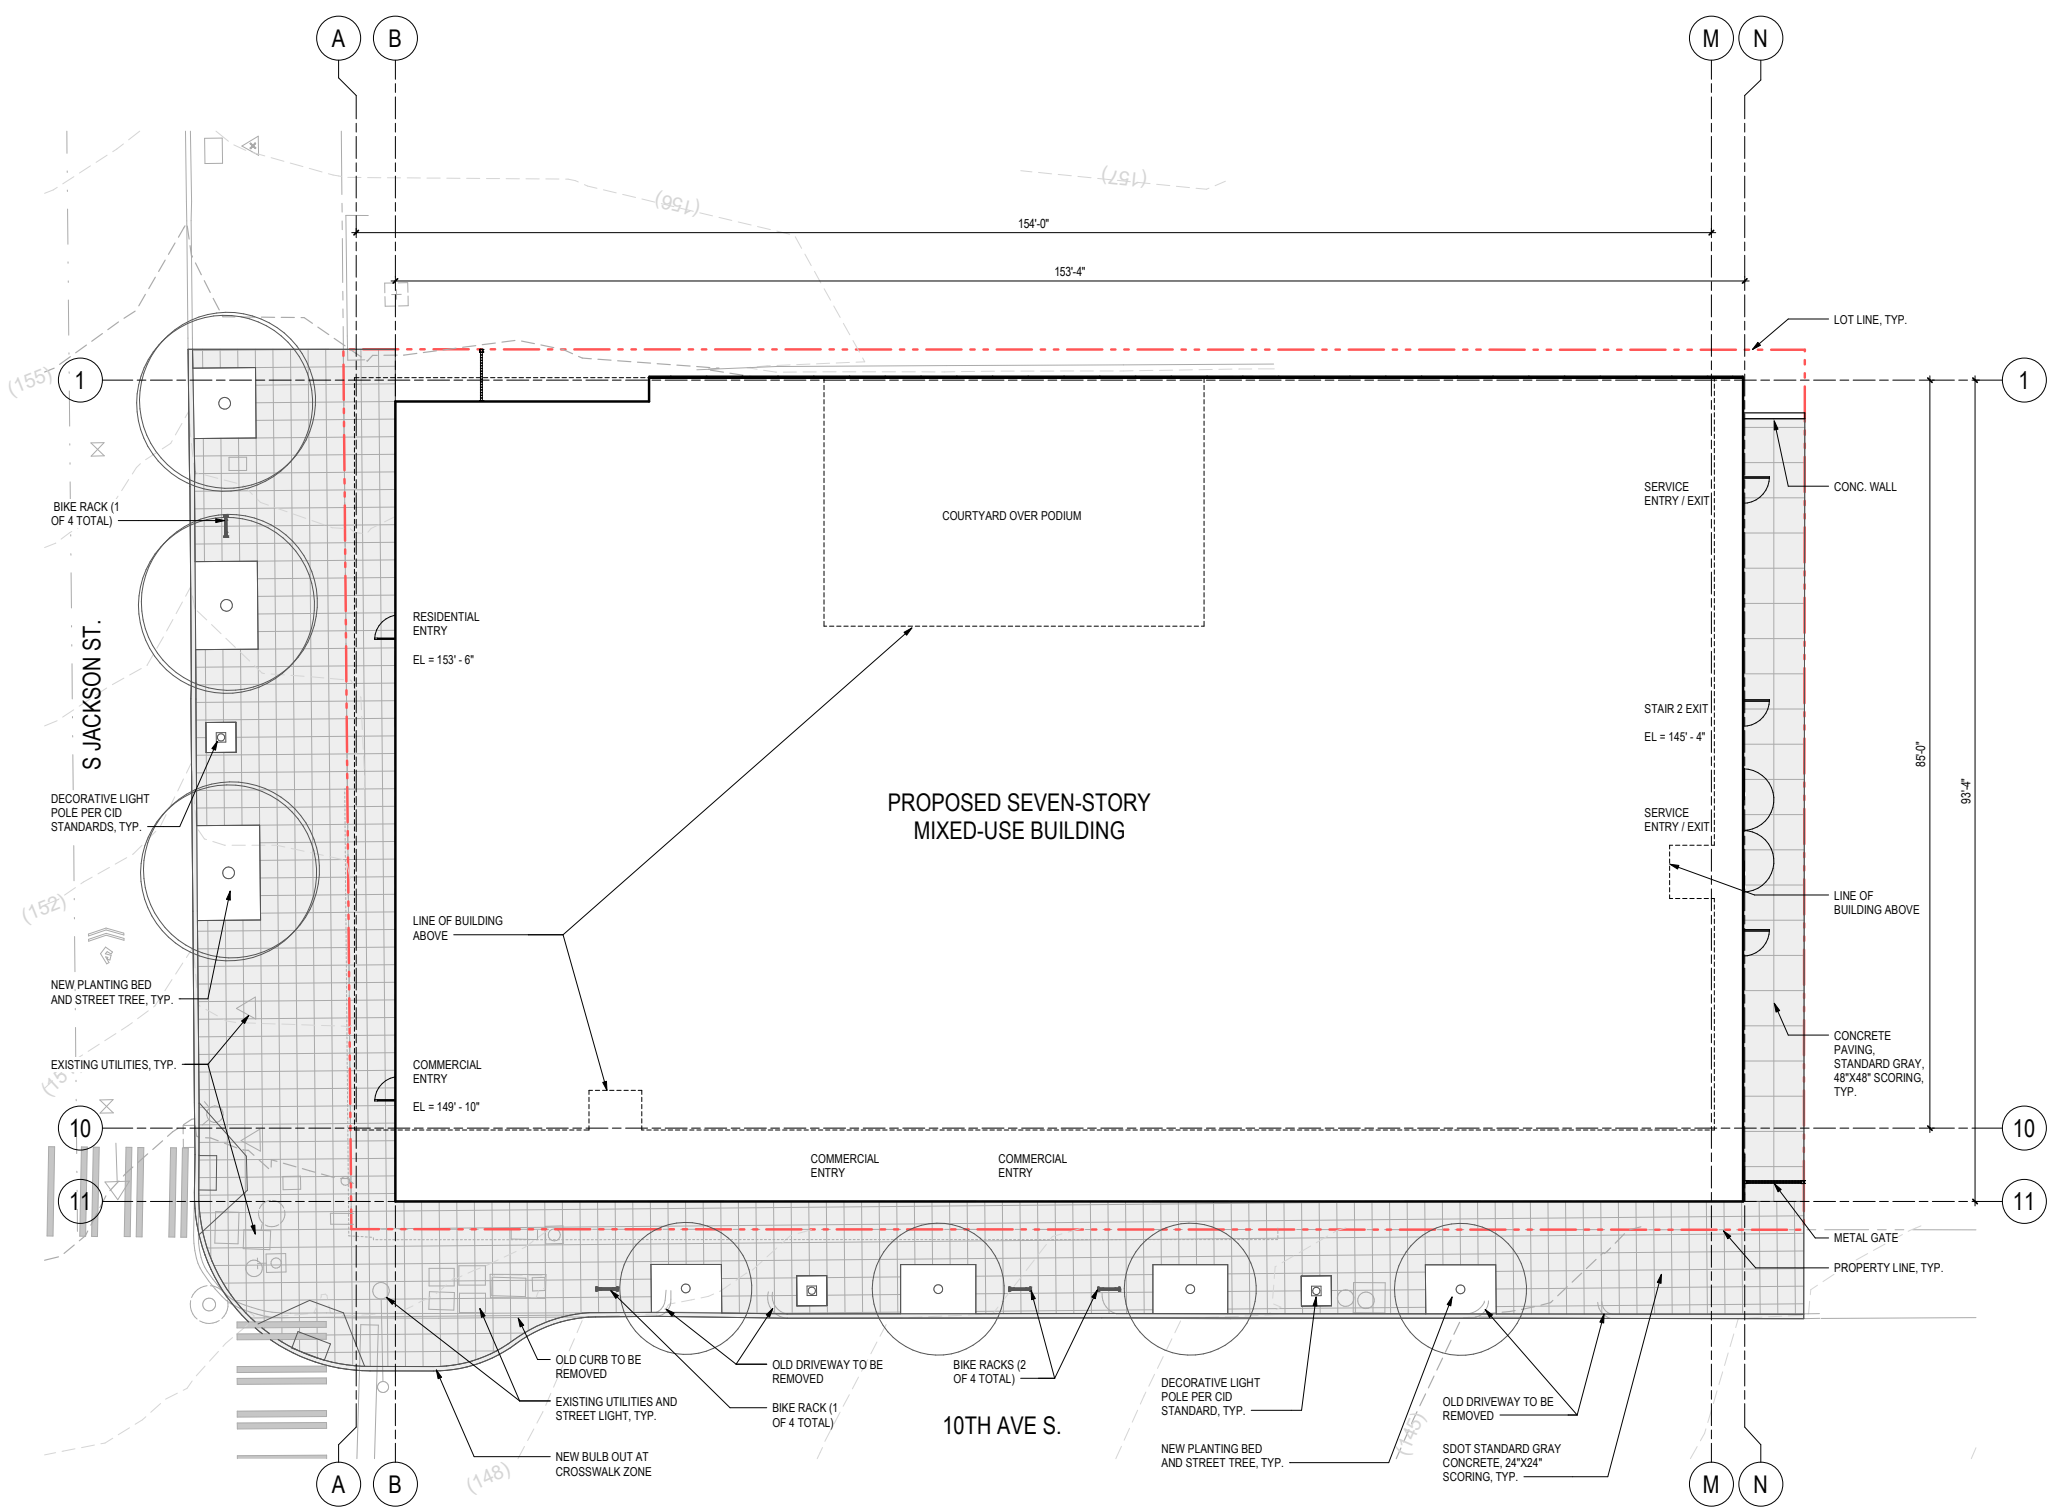 A
B
M
N
(157)
(156)
154'-0"
153'-4"
LOT LINE, TYP.
(155)
1
1
BIKE RACK (1
OF 4 TOTAL)
SERVICE
ENTRY / EXIT
CONC. WALL
COURTYARD OVER PODIUM
RESIDENTIAL
ENTRY
EL = 153' - 6"
S JACKSON ST.
STAIR 2 EXIT
EL = 145' - 4"
85'-0"
93'-4"
DECORATIVE LIGHT
POLE PER CID
STANDARDS, TYP.
PROPOSED SEVEN-STORY
MIXED-USE BUILDING
SERVICE
ENTRY / EXIT
(152)
LINE OF BUILDING
ABOVE
LINE OF
BUILDING ABOVE
NEW PLANTING BED
AND STREET TREE, TYP.
EXISTING UTILITIES, TYP.
COMMERCIAL
ENTRY
EL = 149' - 10"
CONCRETE
PAVING,
STANDARD GRAY,
48"X48" SCORING,
TYP.
10
10
COMMERCIAL
ENTRY
COMMERCIAL
ENTRY
11
11
METAL GATE
PROPERTY LINE, TYP.
OLD CURB TO BE
REMOVED
EXISTING UTILITIES AND
STREET LIGHT, TYP.
NEW BULB OUT AT
CROSSWALK ZONE
OLD DRIVEWAY TO BE
REMOVED
BIKE RACK (1
OF 4 TOTAL)
BIKE RACKS (2
OF 4 TOTAL)
10TH AVE S.
DECORATIVE LIGHT
POLE PER CID
STANDARD, TYP.
NEW PLANTING BED
AND STREET TREE, TYP.
OLD DRIVEWAY TO BE
REMOVED
SDOT STANDARD GRAY
CONCRETE, 24"X24"
SCORING, TYP.
(145)
(148)
A
B
M
N